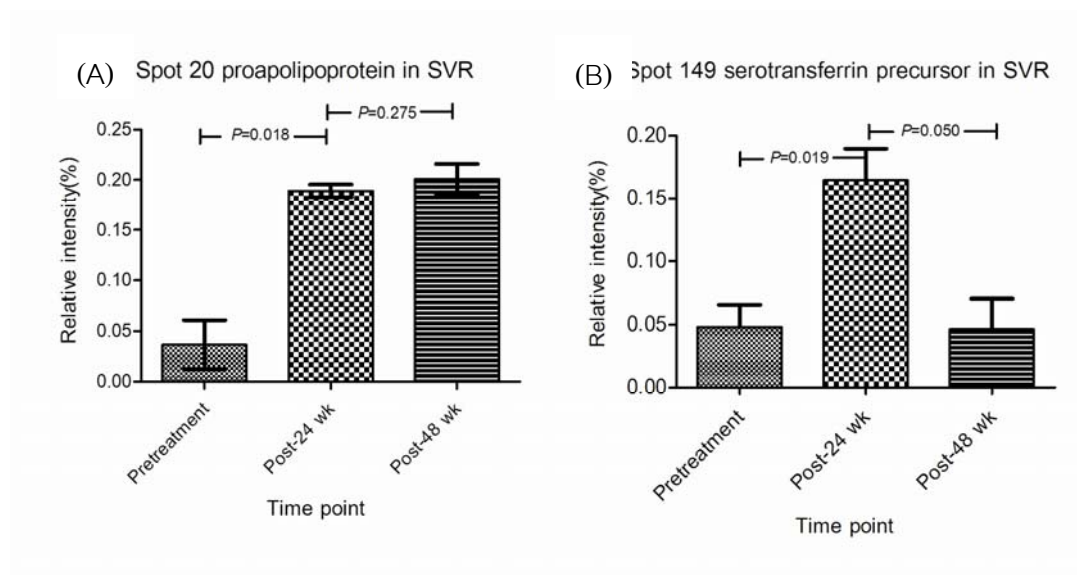 (A) Spot 20 proapolipoprotein in SVR
P=0.275
P=0.018
0.25
0.20
0.15
0.10
0.05
0.00
Relative intensity(%)
Pretreatment
Post-24 wk
Post-48 wk
Time point
(B) Spot 149 serotransferrin precursor in SVR
P=0.050
P=0.019
0.20
0.15
0.10
0.05
0.00
Relative intensity(%)
Pretreatment
Post-24 wk
Post-48 wk
Time point